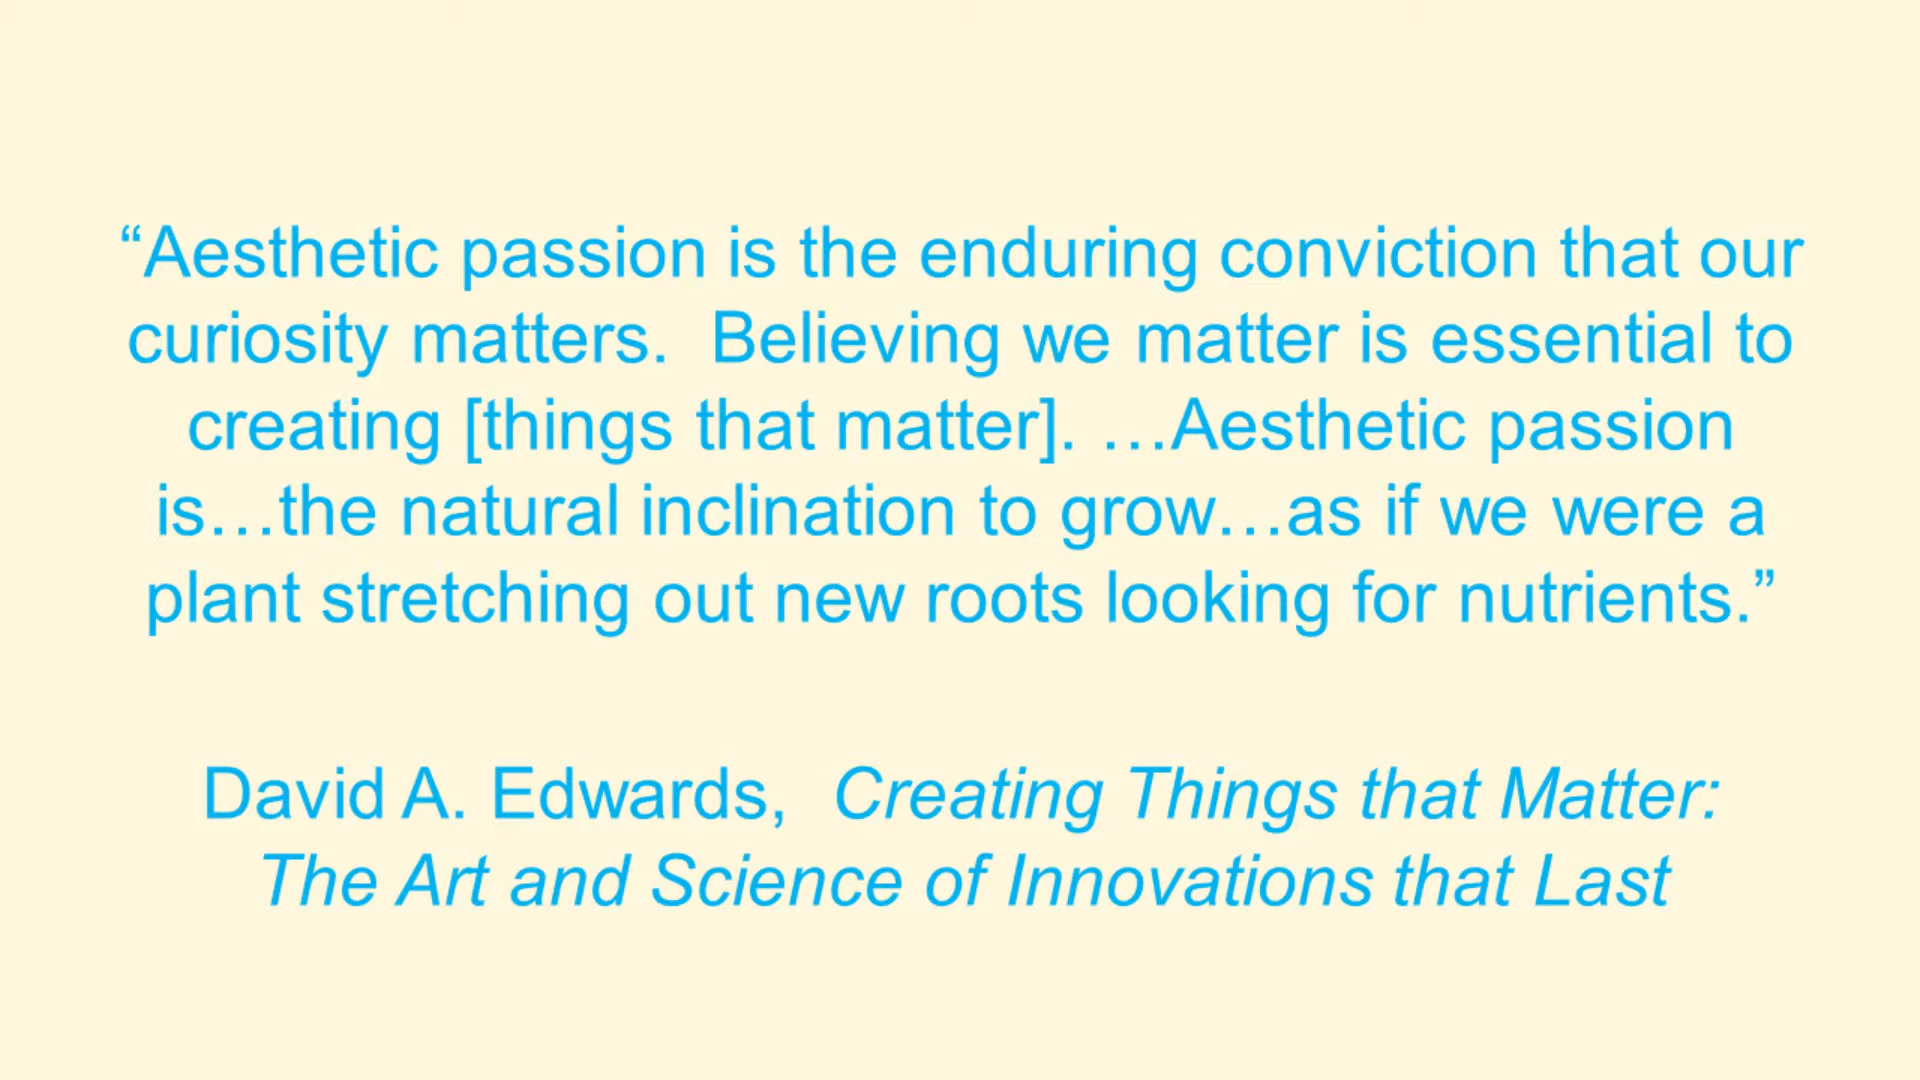 “Aesthetic passion is the enduring conviction that our
curiosity matters.  Believing we matter is essential to
creating [things that matter]. …Aesthetic passion
is…the natural inclination to grow…as if we were a
plant stretching out new roots looking for nutrients.”
David A. Edwards,  Creating Things that Matter:
The Art and Science of Innovations that Last